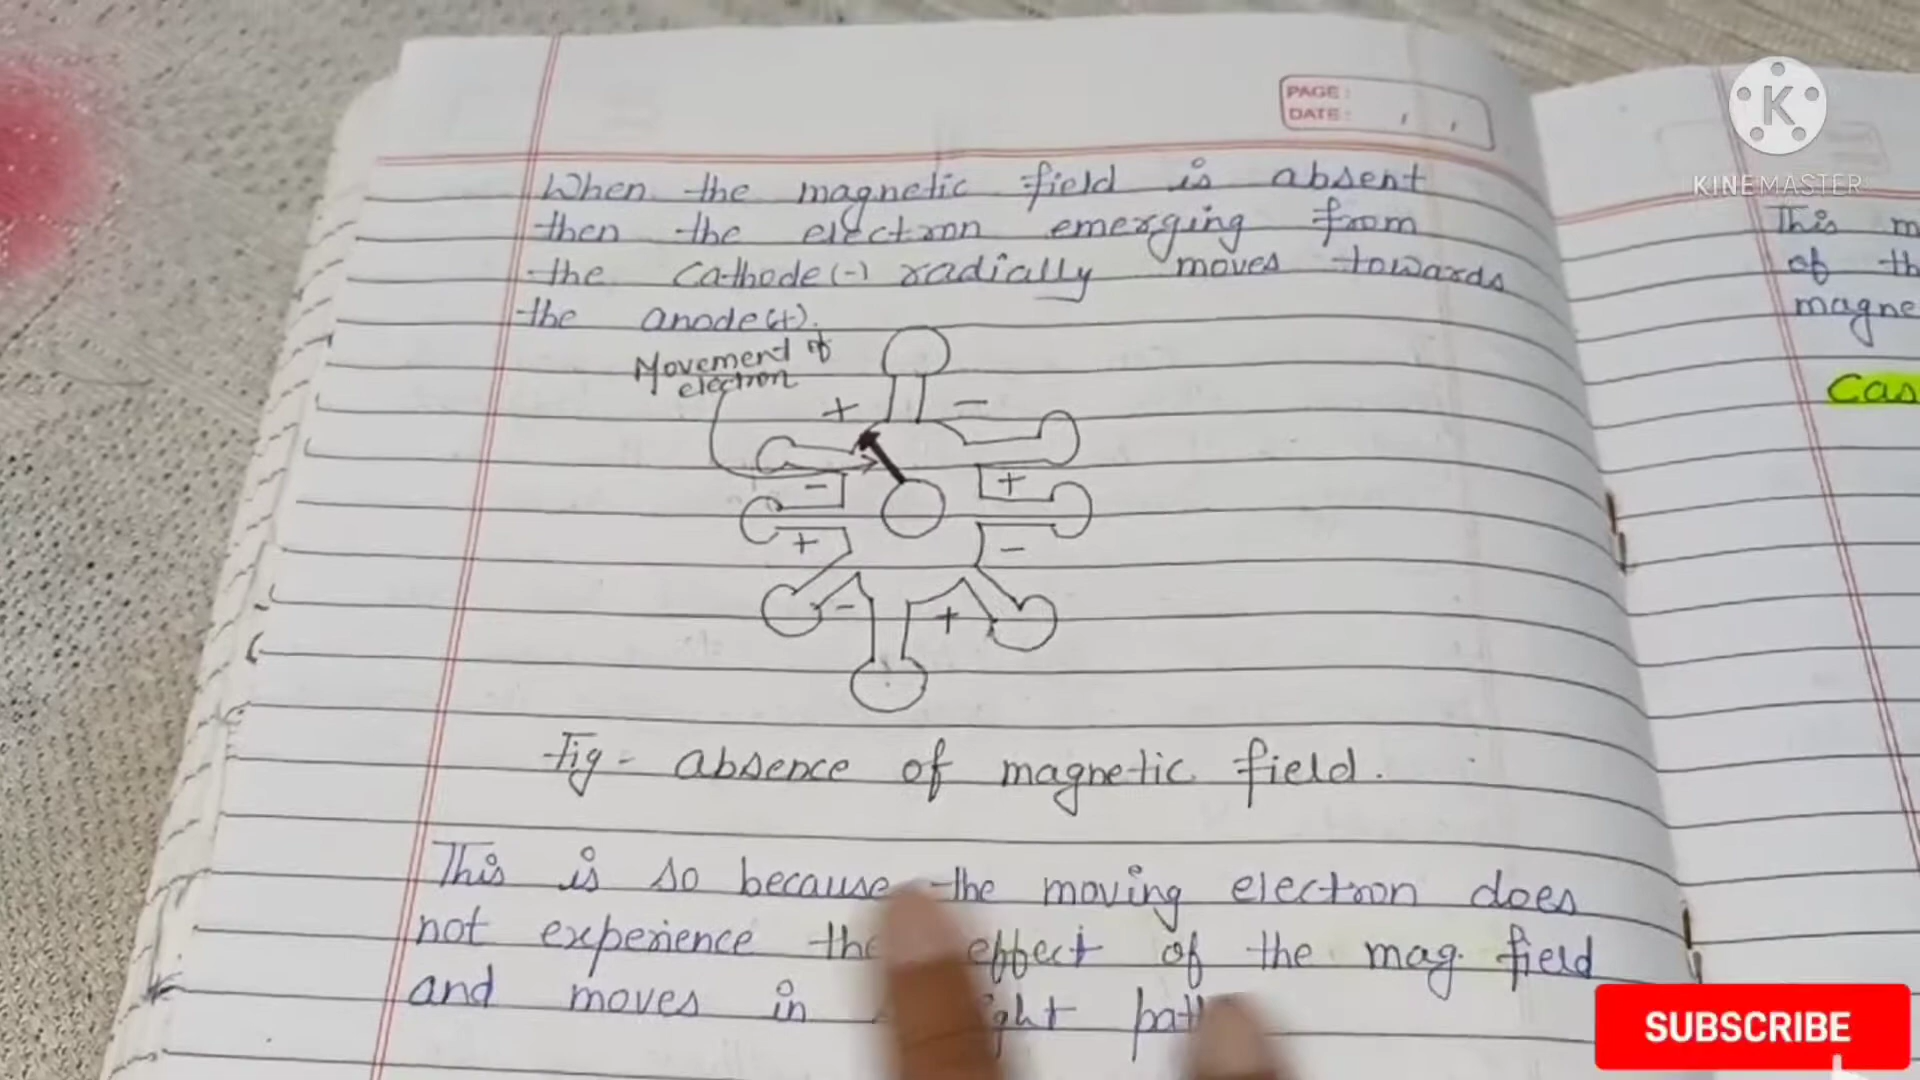 PAGE:
DATE:
K
KINEMASTER
When the magnetic field is absent
then the electron emerging from
the cathode(-) radially moves towards
the anode(+).
Movement of
electron
+ -
- +
+ -
- +
Fig - absence of magnetic field.
This is so because the moving electron does
not experience the effect of the mag. field
and moves in
This
of
Cas
SUBSCRIBE